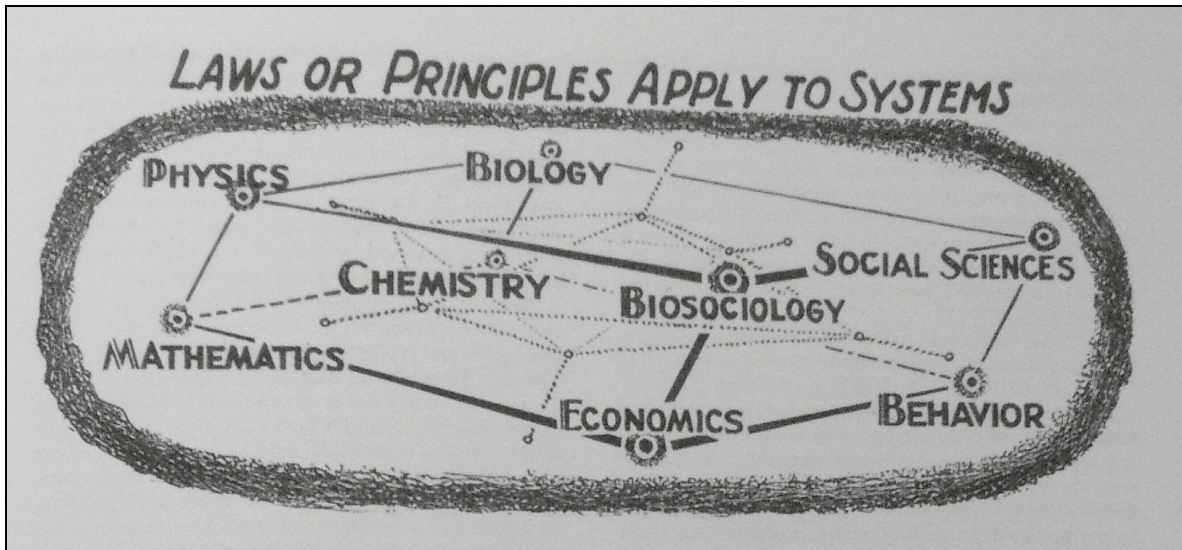 LAWS OR PRINCIPLES APPLY TO SYSTEMS
PHYSICS
BIOLOGY
CHEMISTRY
SOCIAL SCIENCES
BIOSOCIOLOGY
MATHEMATICS
ECONOMICS
BEHAVIOR